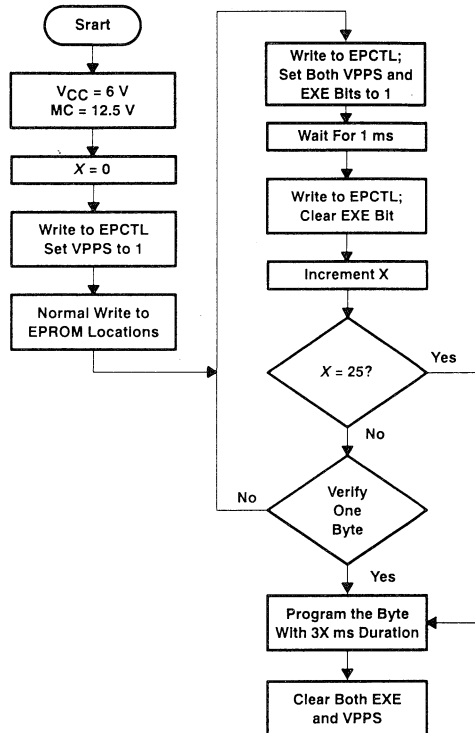 Srart
VCC = 6 V
MC = 12.5 V
X = 0
Write to EPCTL
Set VPPS to 1
Normal Write to
EPROM Locations
Write to EPCTL;
Set Both VPPS and
EXE Bits to 1
Wait For 1 ms
Write to EPCTL;
Clear EXE Bit
Increment X
X = 25?
Yes
No
Verify
One
Byte
No
Yes
Program the Byte
With 3X ms Duration
Clear Both EXE
and VPPS